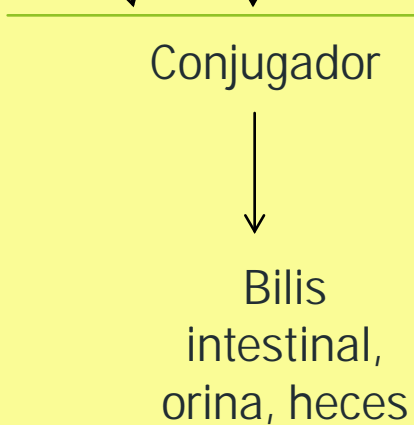 Conjugador
Bilis
intestinal,
orina, heces